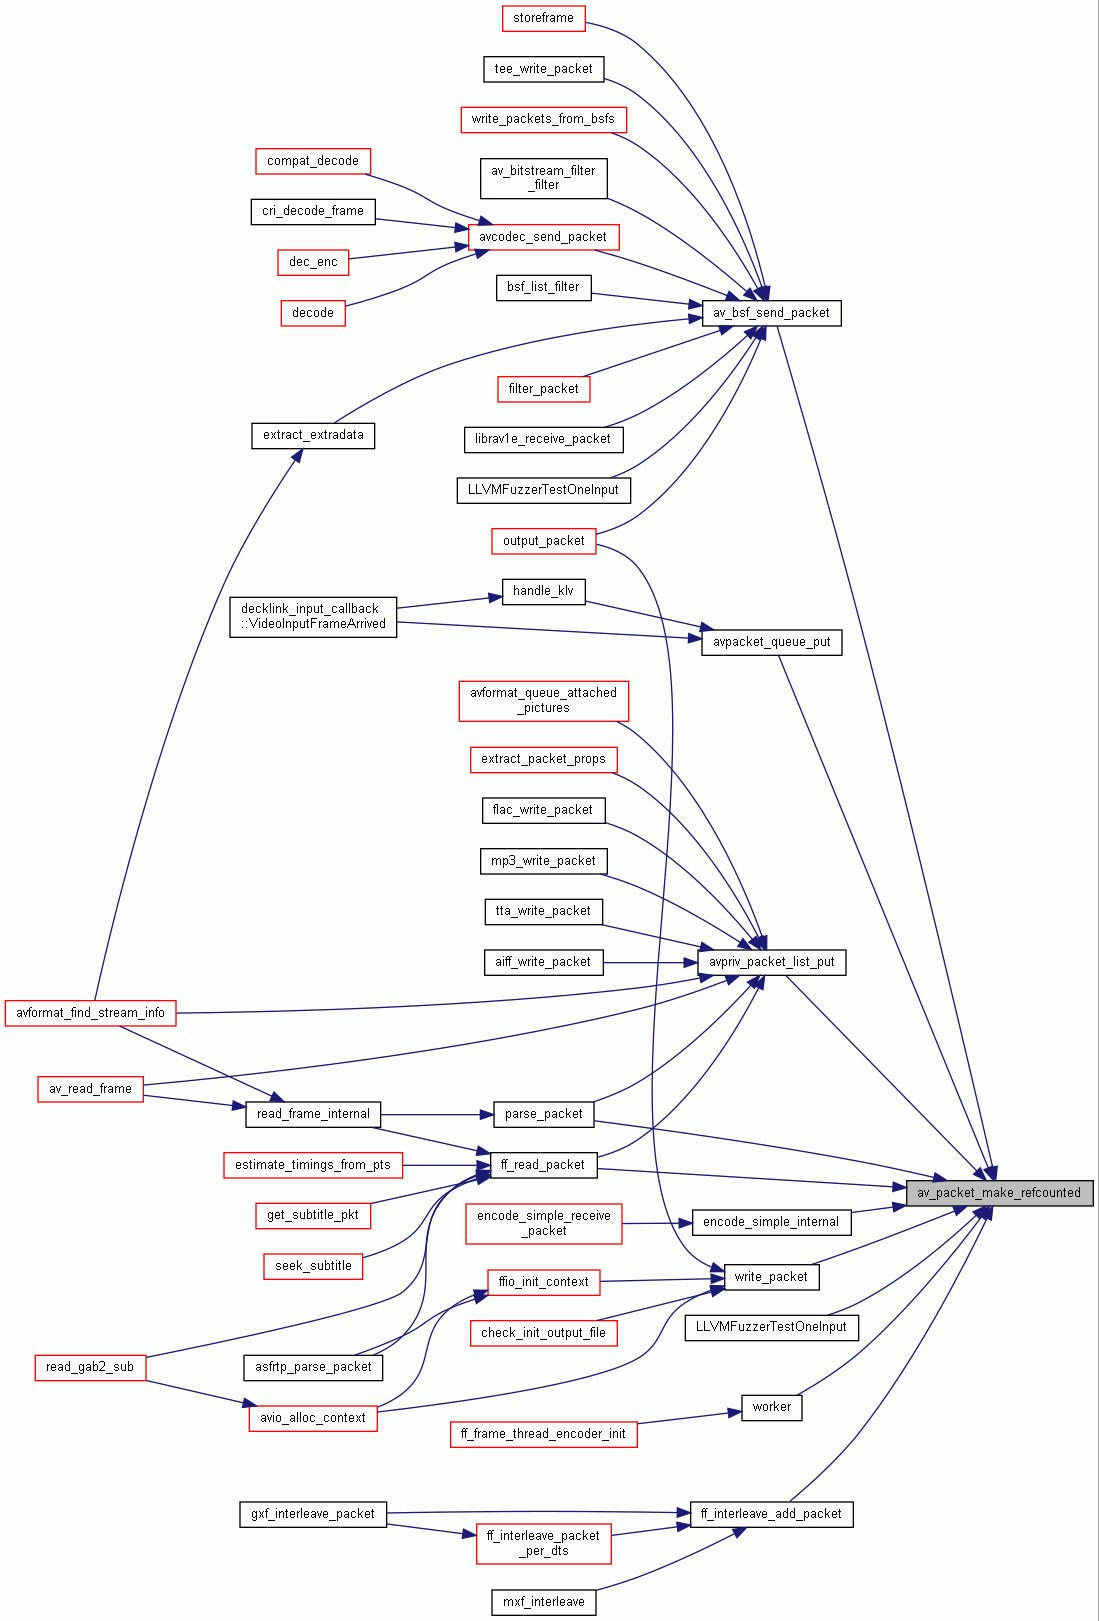 storeframe
tee_write_packet
write_packets_from_bsfs
compat_decode
av_bitstream_filter
_filter
cri_decode_frame
avcodec_send_packet
dec_enc
bsf_list_filter
decode
av_bsf_send_packet
filter_packet
extract_extradata
librav1e_receive_packet
LLVMFuzzerTestOneInput
output_packet
handle_klv
decklink_input_callback
::VideoInputFrameArrived
avpacket_queue_put
avformat_queue_attached
_pictures
extract_packet_props
flac_write_packet
mp3_write_packet
tta_write_packet
aiff_write_packet
avpriv_packet_list_put
avformat_find_stream_info
av_read_frame
read_frame_internal
parse_packet
estimate_timings_from_pts
ff_read_packet
av_packet_make_refcounted
get_subtitle_pkt
encode_simple_receive
_packet
encode_simple_internal
seek_subtitle
ffio_init_context
write_packet
check_init_output_file
LLVMFuzzerTestOneInput
read_gab2_sub
asfrtp_parse_packet
avio_alloc_context
worker
ff_frame_thread_encoder_init
gxf_interleave_packet
ff_interleave_add_packet
ff_interleave_packet
_per_dts
mxf_interleave